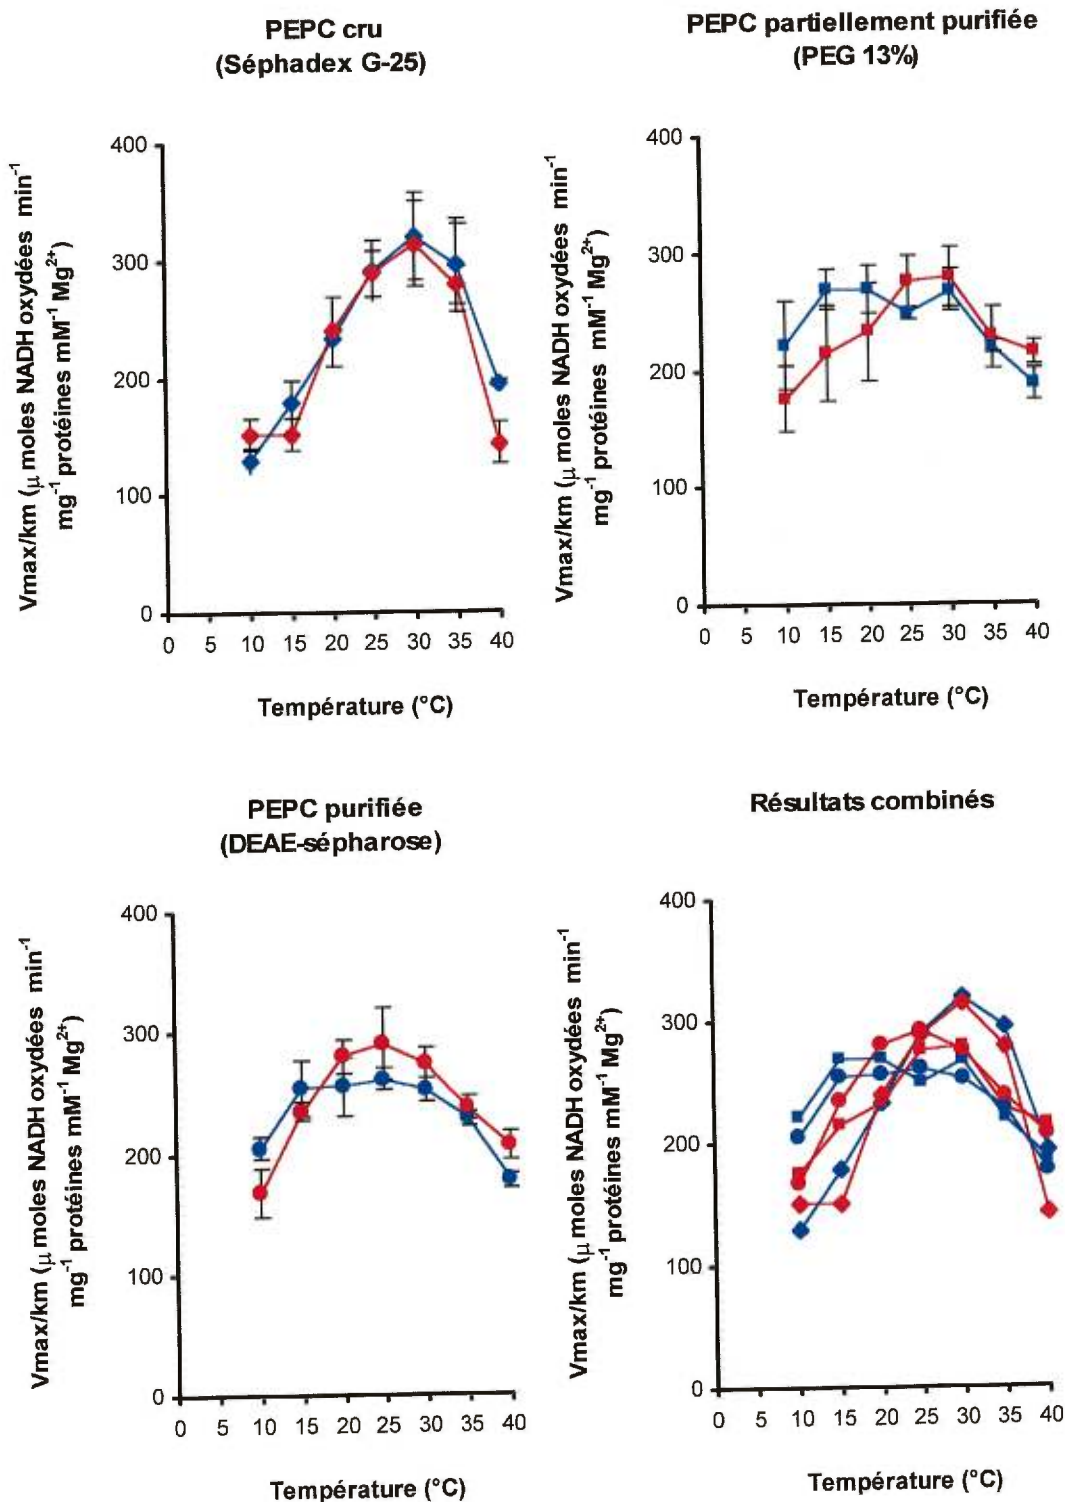 PEPC cru
(Séphadex G-25)
400
300
200
100
0
0 5 10 15 20 25 30 35 40
Vmax/km (µ moles NADH oxydées min⁻¹
mg⁻¹ protéines mM⁻¹ Mg²⁺)
Température (°C)
PEPC partiellement purifiée
(PEG 13%)
400
300
200
100
0
0 5 10 15 20 25 30 35 40
Vmax/km (µ moles NADH oxydées min⁻¹
mg⁻¹ protéines mM⁻¹ Mg²⁺)
Température (°C)
PEPC purifiée
(DEAE-sépharose)
400
300
200
100
0
0 5 10 15 20 25 30 35 40
Vmax/km (µ moles NADH oxydées min⁻¹
mg⁻¹ protéines mM⁻¹ Mg²⁺)
Température (°C)
Résultats combinés
400
300
200
100
0
0 5 10 15 20 25 30 35 40
Vmax/km (µ moles NADH oxydées min⁻¹
mg⁻¹ protéines mM⁻¹ Mg²⁺)
Température (°C)